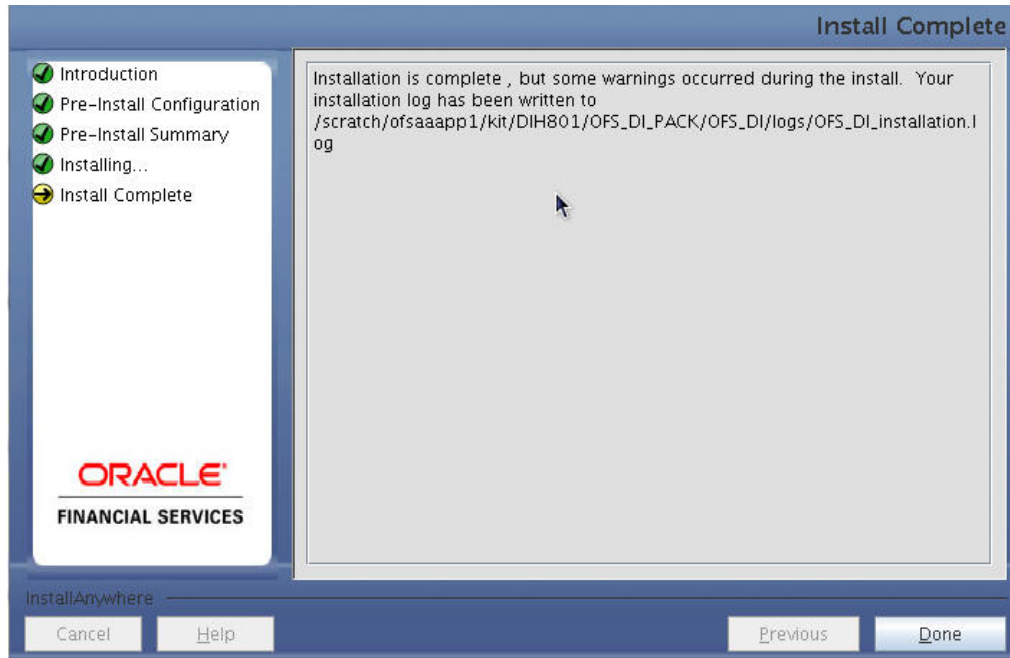 Install Complete
Introduction
Pre-Install Configuration
Pre-Install Summary
Installing...
Install Complete
Installation is complete , but some warnings occurred during the install.  Your
installation log has been written to
/scratch/ofsaaapp1/kit/DIH801/OFS_DI_PACK/OFS_DI/logs/OFS_DI_installation.l
og
ORACLE'
FINANCIAL SERVICES
InstallAnywhere
Cancel
Help
Previous
Done